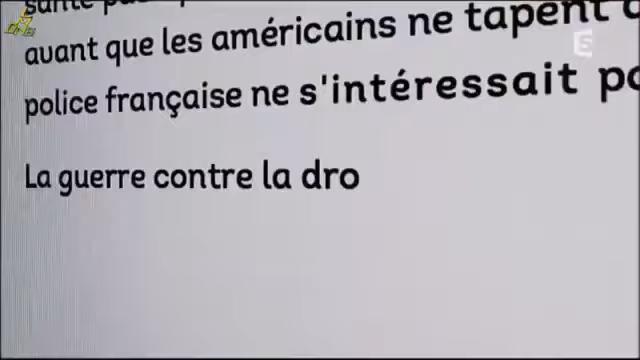 avant que les américains ne tapent
police française ne s'intéressait
La guerre contre la dro